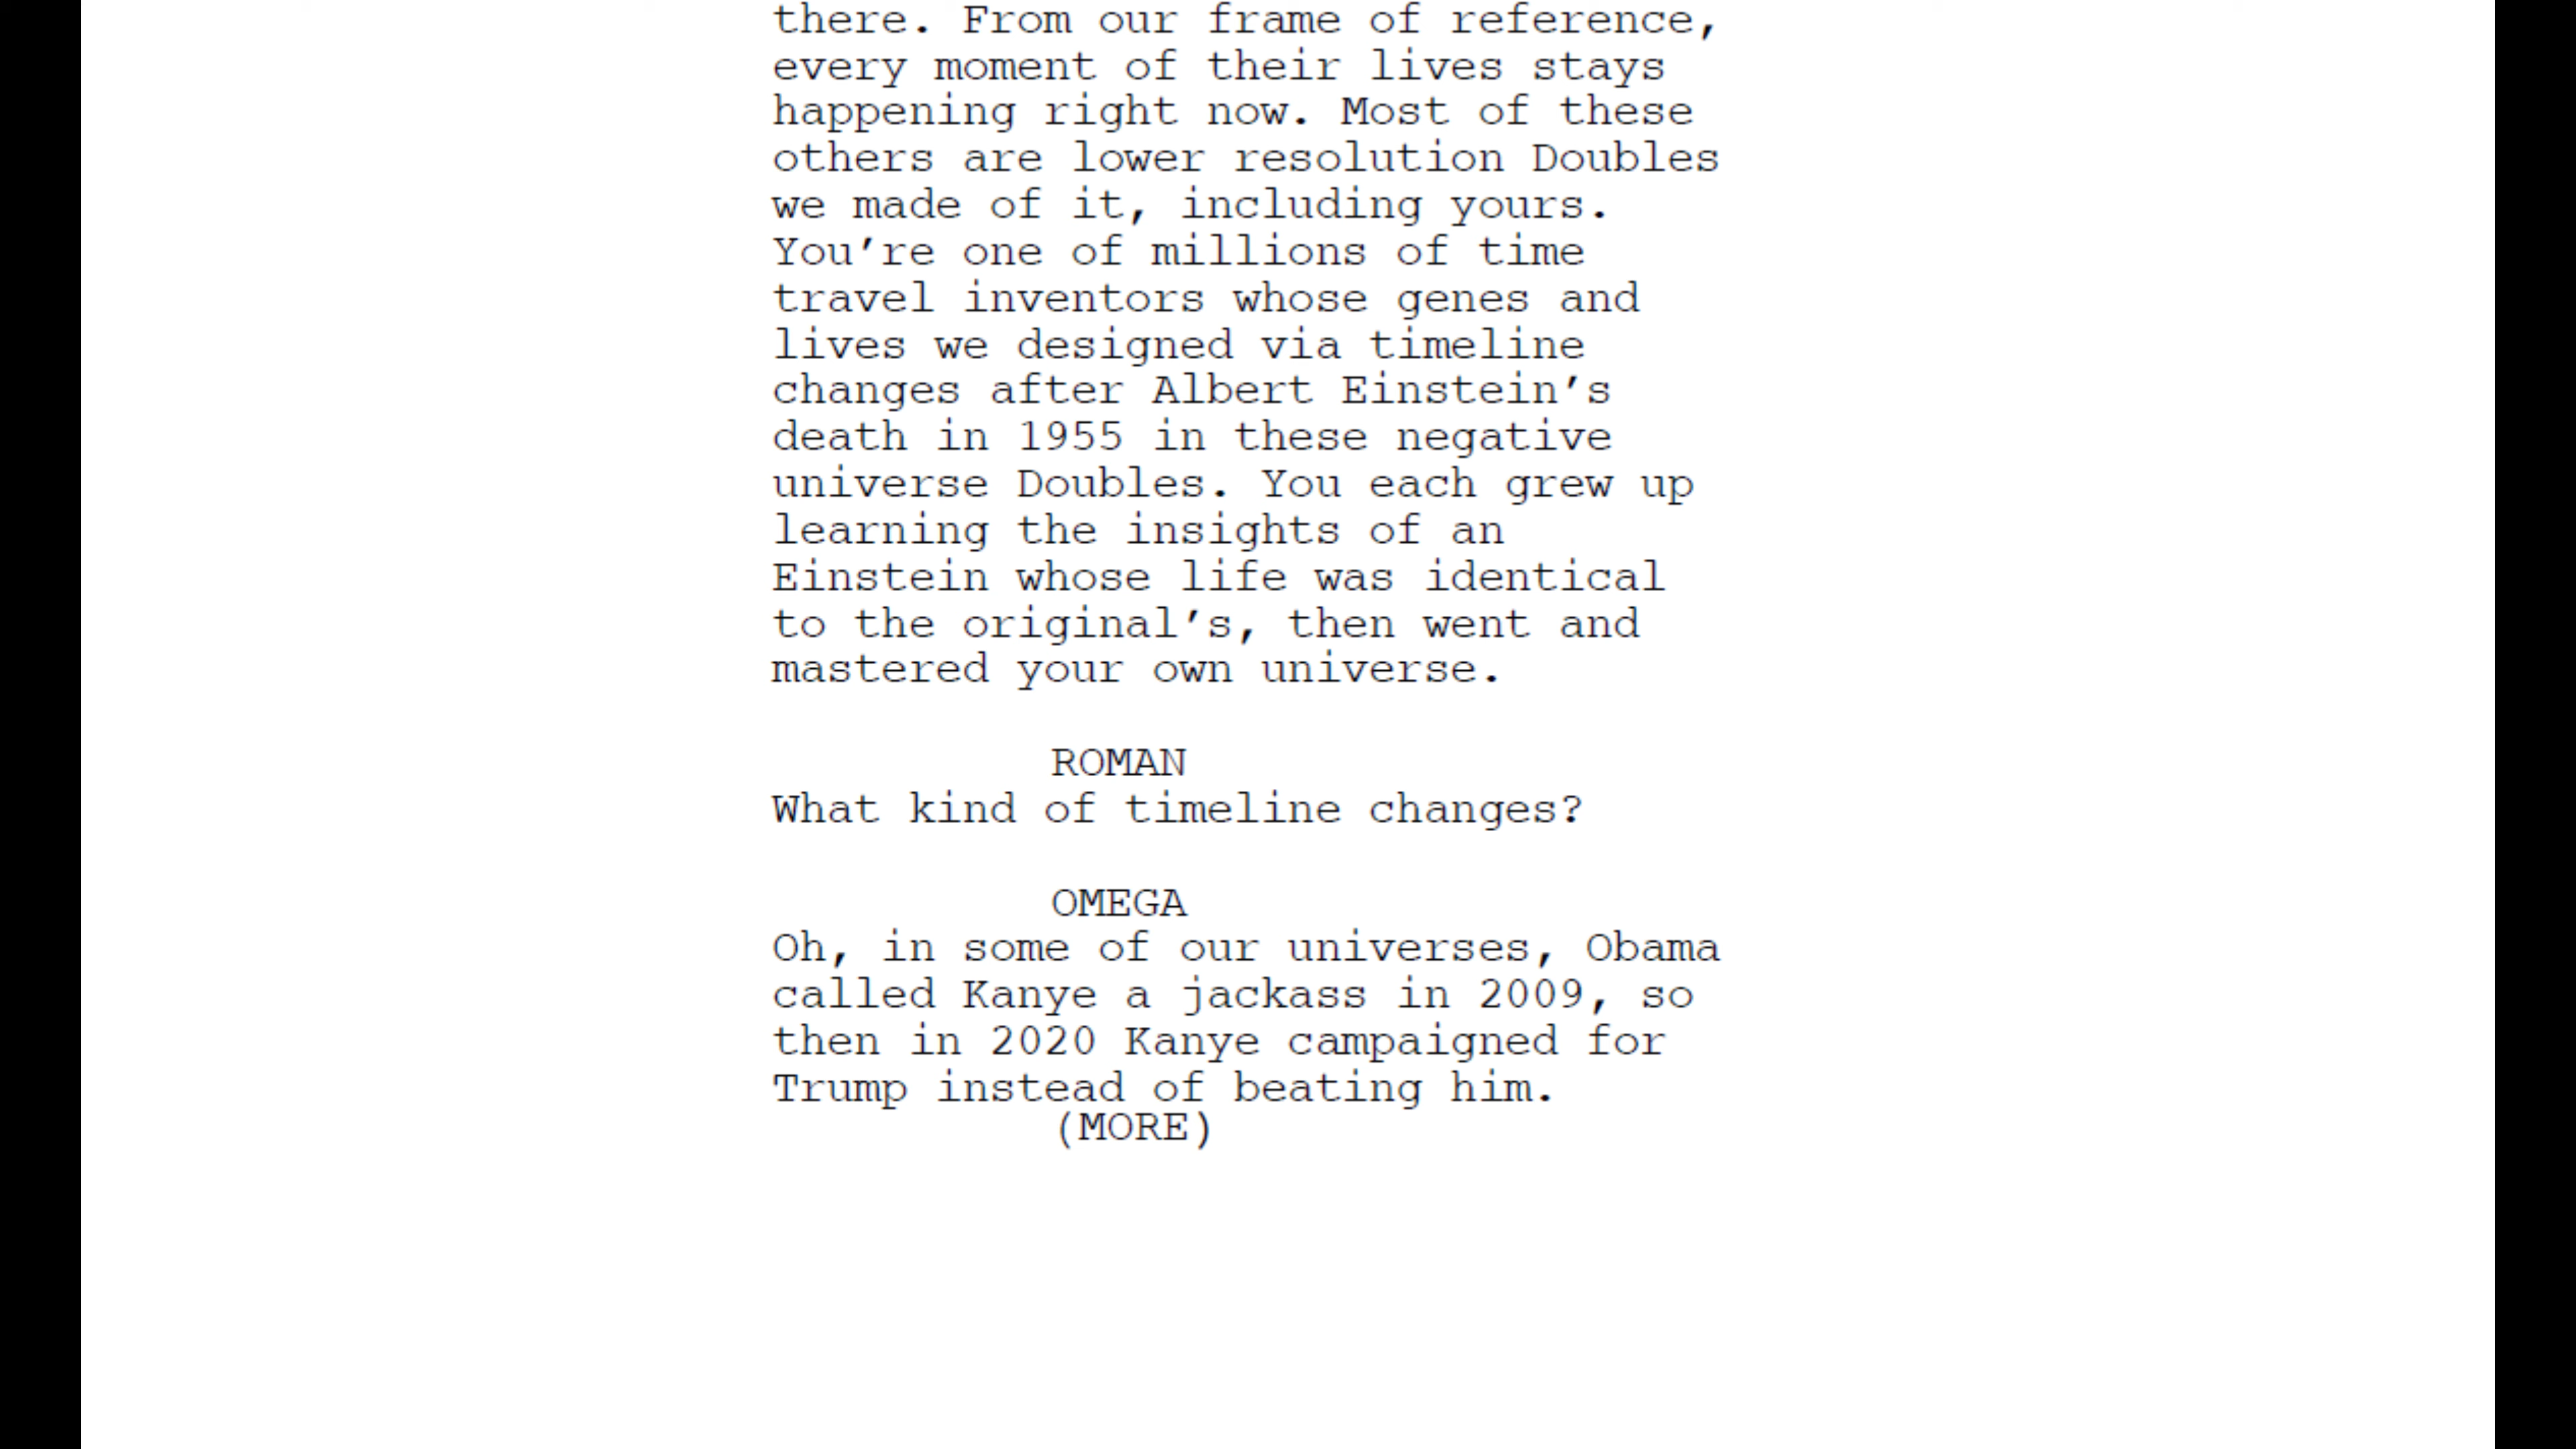 there. From our frame of reference,
every moment of their lives stays
happening right now. Most of these
others are lower resolution Doubles
we made of it, including yours.
You’re one of millions of time
travel inventors whose genes and
lives we designed via timeline
changes after Albert Einstein’s
death in 1955 in these negative
universe Doubles. You each grew up
learning the insights of an
Einstein whose life was identical
to the original’s, then went and
mastered your own universe.
ROMAN
What kind of timeline changes?
OMEGA
Oh, in some of our universes, Obama
called Kanye a jackass in 2009, so
then in 2020 Kanye campaigned for
Trump instead of beating him.
(MORE)